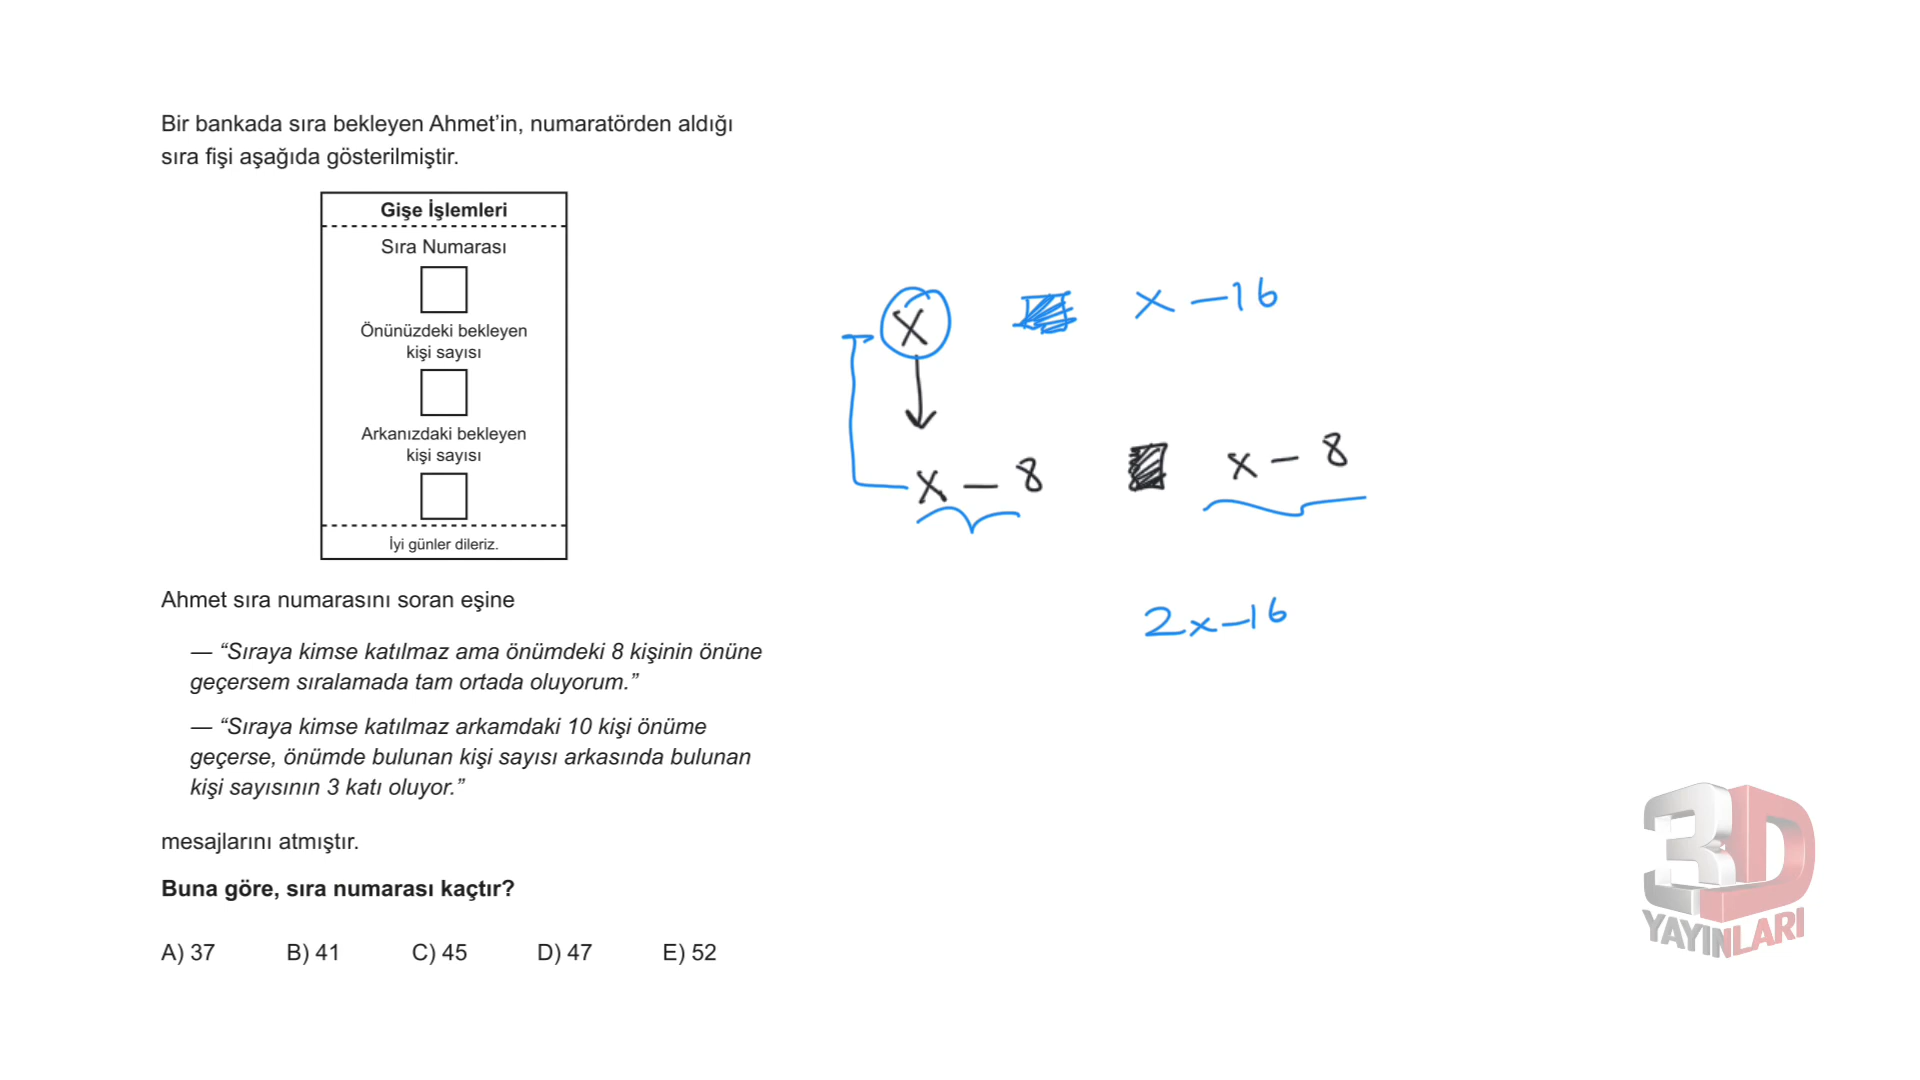 Bir bankada sıra bekleyen Ahmet’in, numaratörden aldığı
sıra fişi aşağıda gösterilmiştir.
Gişe İşlemleri
Sıra Numarası
Önünüzdeki bekleyen
kişi sayısı
Arkanızdaki bekleyen
kişi sayısı
İyi günler dileriz.
Ahmet sıra numarasını soran eşine
— “Sıraya kimse katılmaz ama önümdeki 8 kişinin önüne
geçersem sıralamada tam ortada oluyorum.”
— “Sıraya kimse katılmaz arkamdaki 10 kişi önüme
geçerse, önümde bulunan kişi sayısı arkasında bulunan
kişi sayısının 3 katı oluyor.”
mesajlarını atmıştır.
Buna göre, sıra numarası kaçtır?
A) 37 B) 41 C) 45 D) 47 E) 52
x x – 16
x – 8 x – 8
2x – 16
3D
YAYINLARI